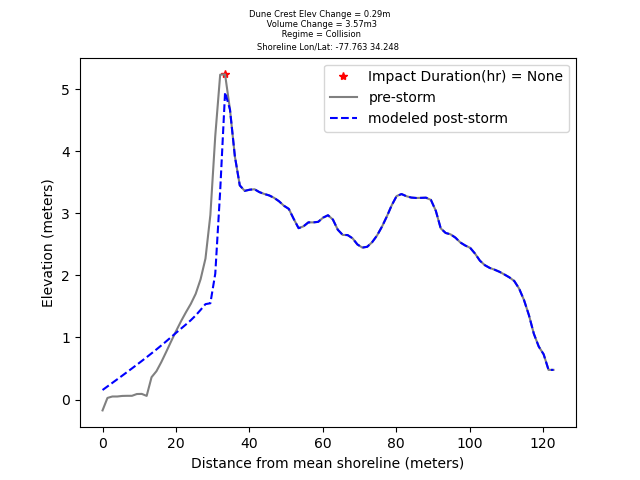 Dune Crest Elev Change = 0.29m
Volume Change = 3.57m3
Regime = Collision
Shoreline Lon/Lat: -77.763 34.248
Impact Duration(hr) = None
pre-storm
modeled post-storm
Elevation (meters)
5
4
3
2
1
0
0 20 40 60 80 100 120
Distance from mean shoreline (meters)